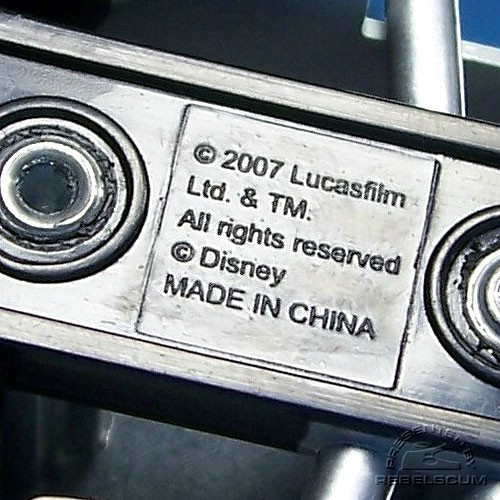 © 2007 Lucasfilm
Ltd. & TM.
All rights reserved
© Disney
MADE IN CHINA
PRESENTED BY
REBELSCUM